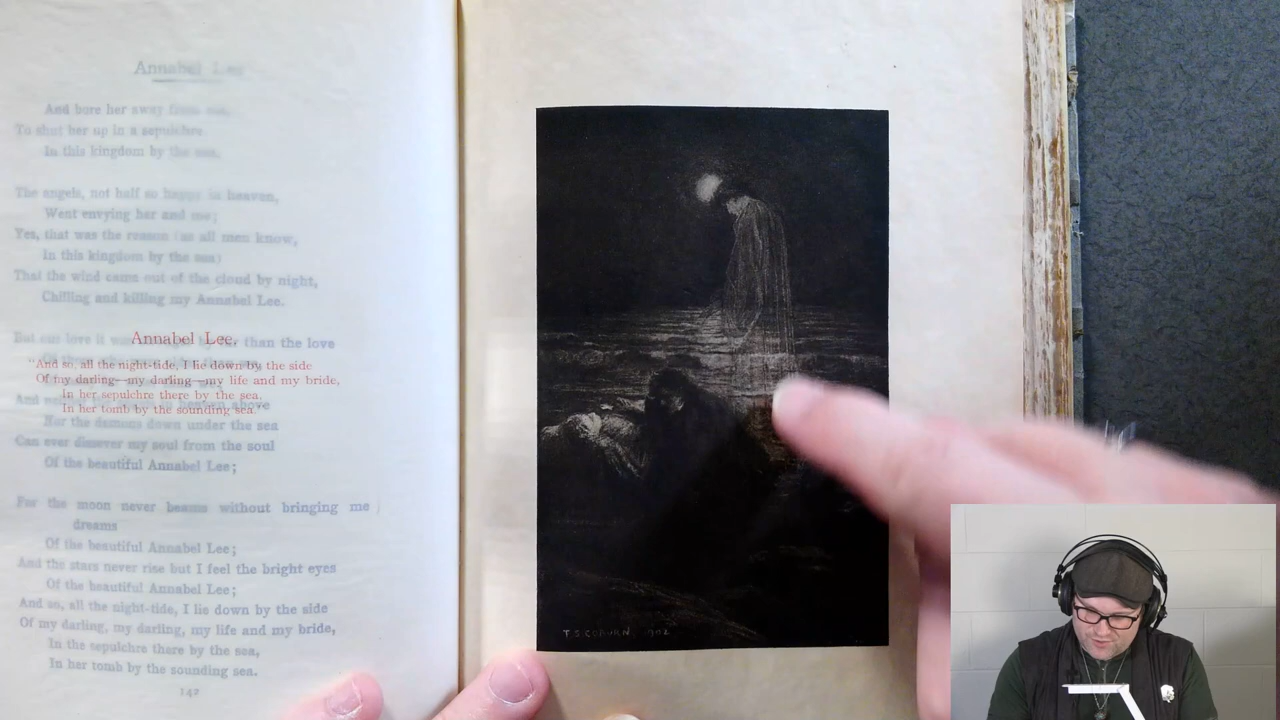 Annabel Lee
And bore her away from me,
To shut her up in a sepulchre
In this kingdom by the sea.
The angels, not half so happy in heaven,
Went envying her and me;
Yes, that was the reason (as all men know,
In this kingdom by the sea)
That the wind came out of the cloud by night,
Chilling and killing my Annabel Lee.
But our love it was than the love
Annabel Lee.
"And so, all the night-tide, I lie down by the side
Of my darling—my darling—my life and my bride,
In her sepulchre there by the sea,
In her tomb by the sounding sea."
above
Nor the demons down under the sea
Can ever dissever my soul from the soul
Of the beautiful Annabel Lee;
For the moon never beams without bringing me
dreams
Of the beautiful Annabel Lee;
And the stars never rise but I feel the bright eyes
Of the beautiful Annabel Lee;
And so, all the night-tide, I lie down by the side
Of my darling, my darling, my life and my bride,
In the sepulchre there by the sea,
In her tomb by the sounding sea.
142
T S COBURN 1902